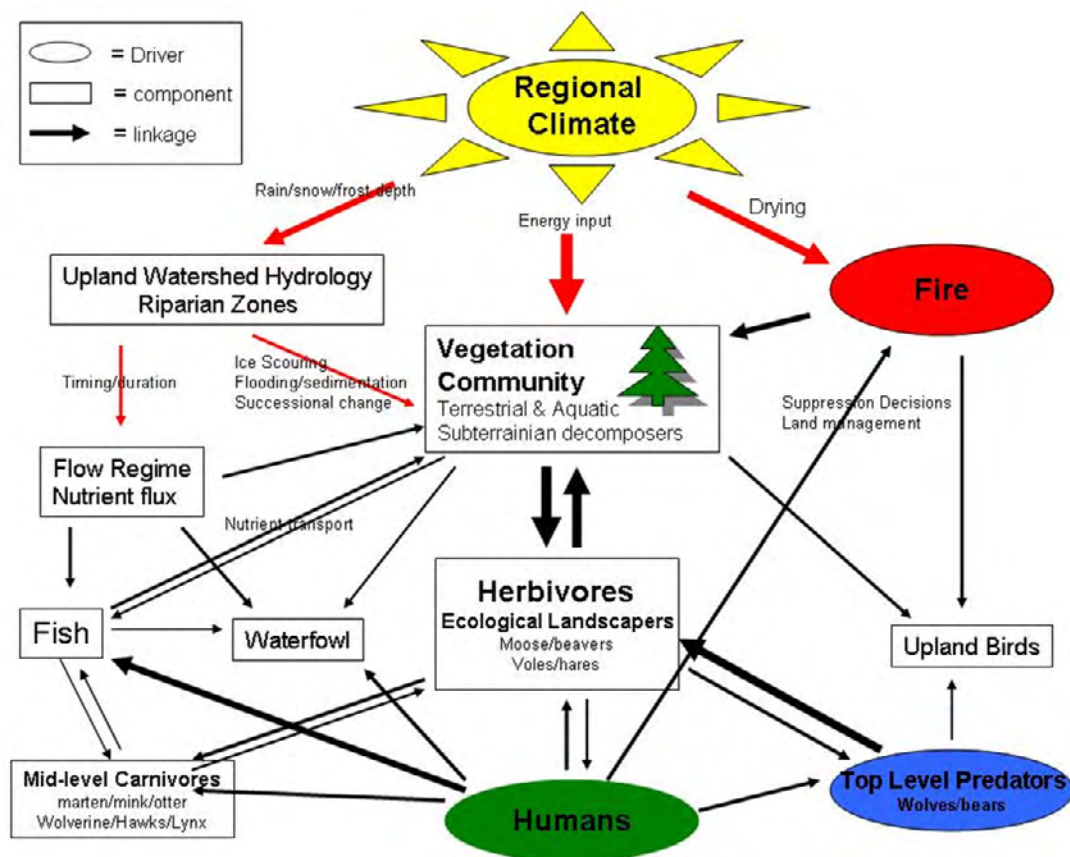 = Driver
= component
= linkage
Regional
Climate
Rain/snow/frost depth
Energy input
Drying
Upland Watershed Hydrology
Riparian Zones
Fire
Timing/duration
Ice Scouring
Flooding/sedimentation
Successional change
Vegetation
Community
Terrestrial & Aquatic
Subterrainian decomposers
Suppression Decisions
Land management
Flow Regime
Nutrient flux
Nutrient transport
Herbivores
Ecological Landscapers
Moose/beavers
Voles/hares
Fish
Waterfowl
Upland Birds
Mid-level Carnivores
marten/mink/otter
Wolverine/Hawks/Lynx
Humans
Top Level Predators
Wolves/bears